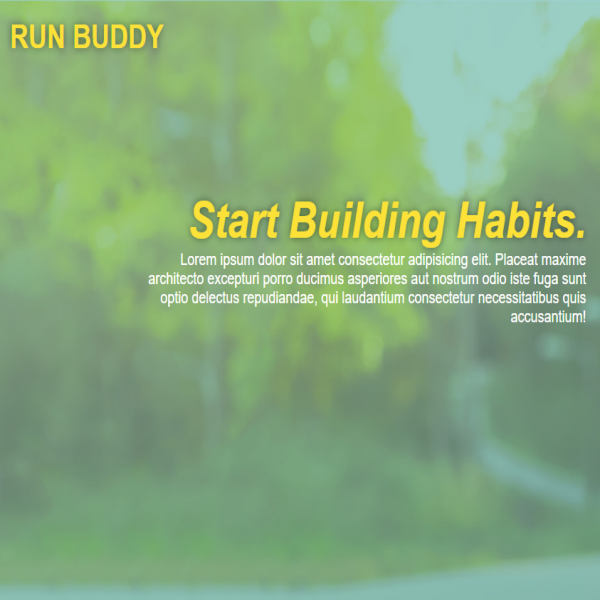 RUN BUDDY
Start Building Habits.
Lorem ipsum dolor sit amet consectetur adipisicing elit. Placeat maxime
architecto excepturi porro ducimus asperiores aut nostrum odio iste fuga sunt
optio delectus repudiandae, qui laudantium consectetur necessitatibus quis
accusantium!